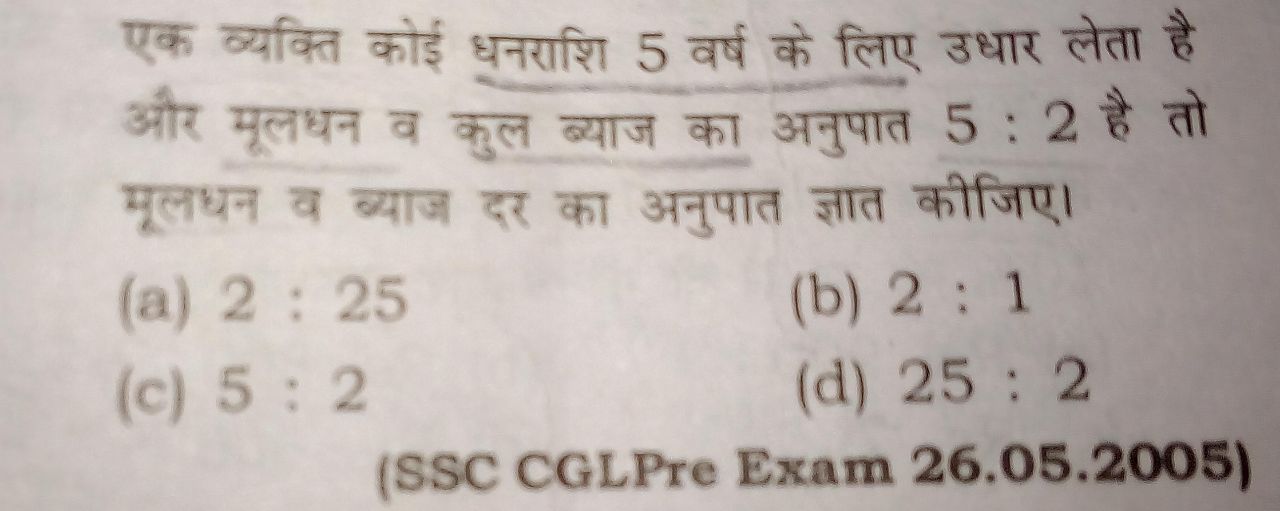 एक व्यक्ति कोई धनराशि 5 वर्ष के लिए उधार लेता है
और मूलधन व कुल ब्याज का अनुपात 5 : 2 है तो
मूलधन व ब्याज दर का अनुपात ज्ञात कीजिए।
(a) 2 : 25 (b) 2 : 1
(c) 5 : 2 (d) 25 : 2
(SSC CGLPre Exam 26.05.2005)